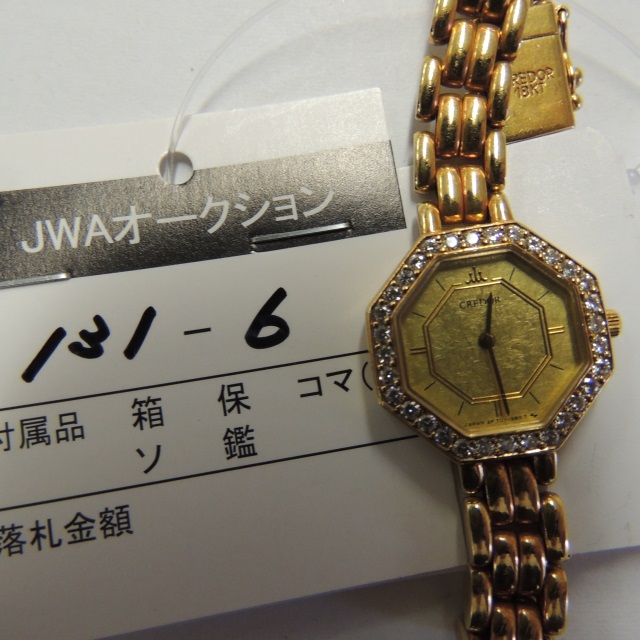 JWAオークション
131-6
付属品 箱 保 コマ(
ソ 鑑
落札金額
CREDOR
18KT